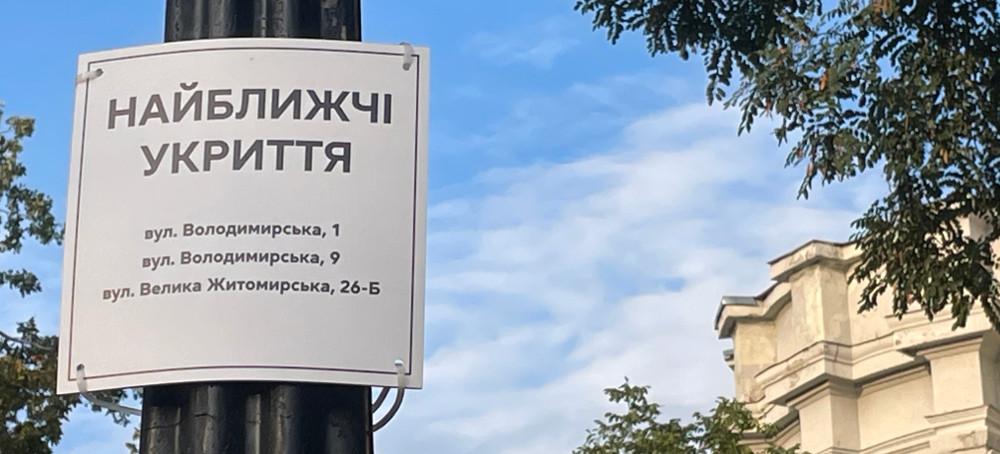 НАЙБЛИЖЧІ
УКРИТТЯ
вул. Володимирська, 1
вул. Володимирська, 9
вул. Велика Житомирська, 26-Б